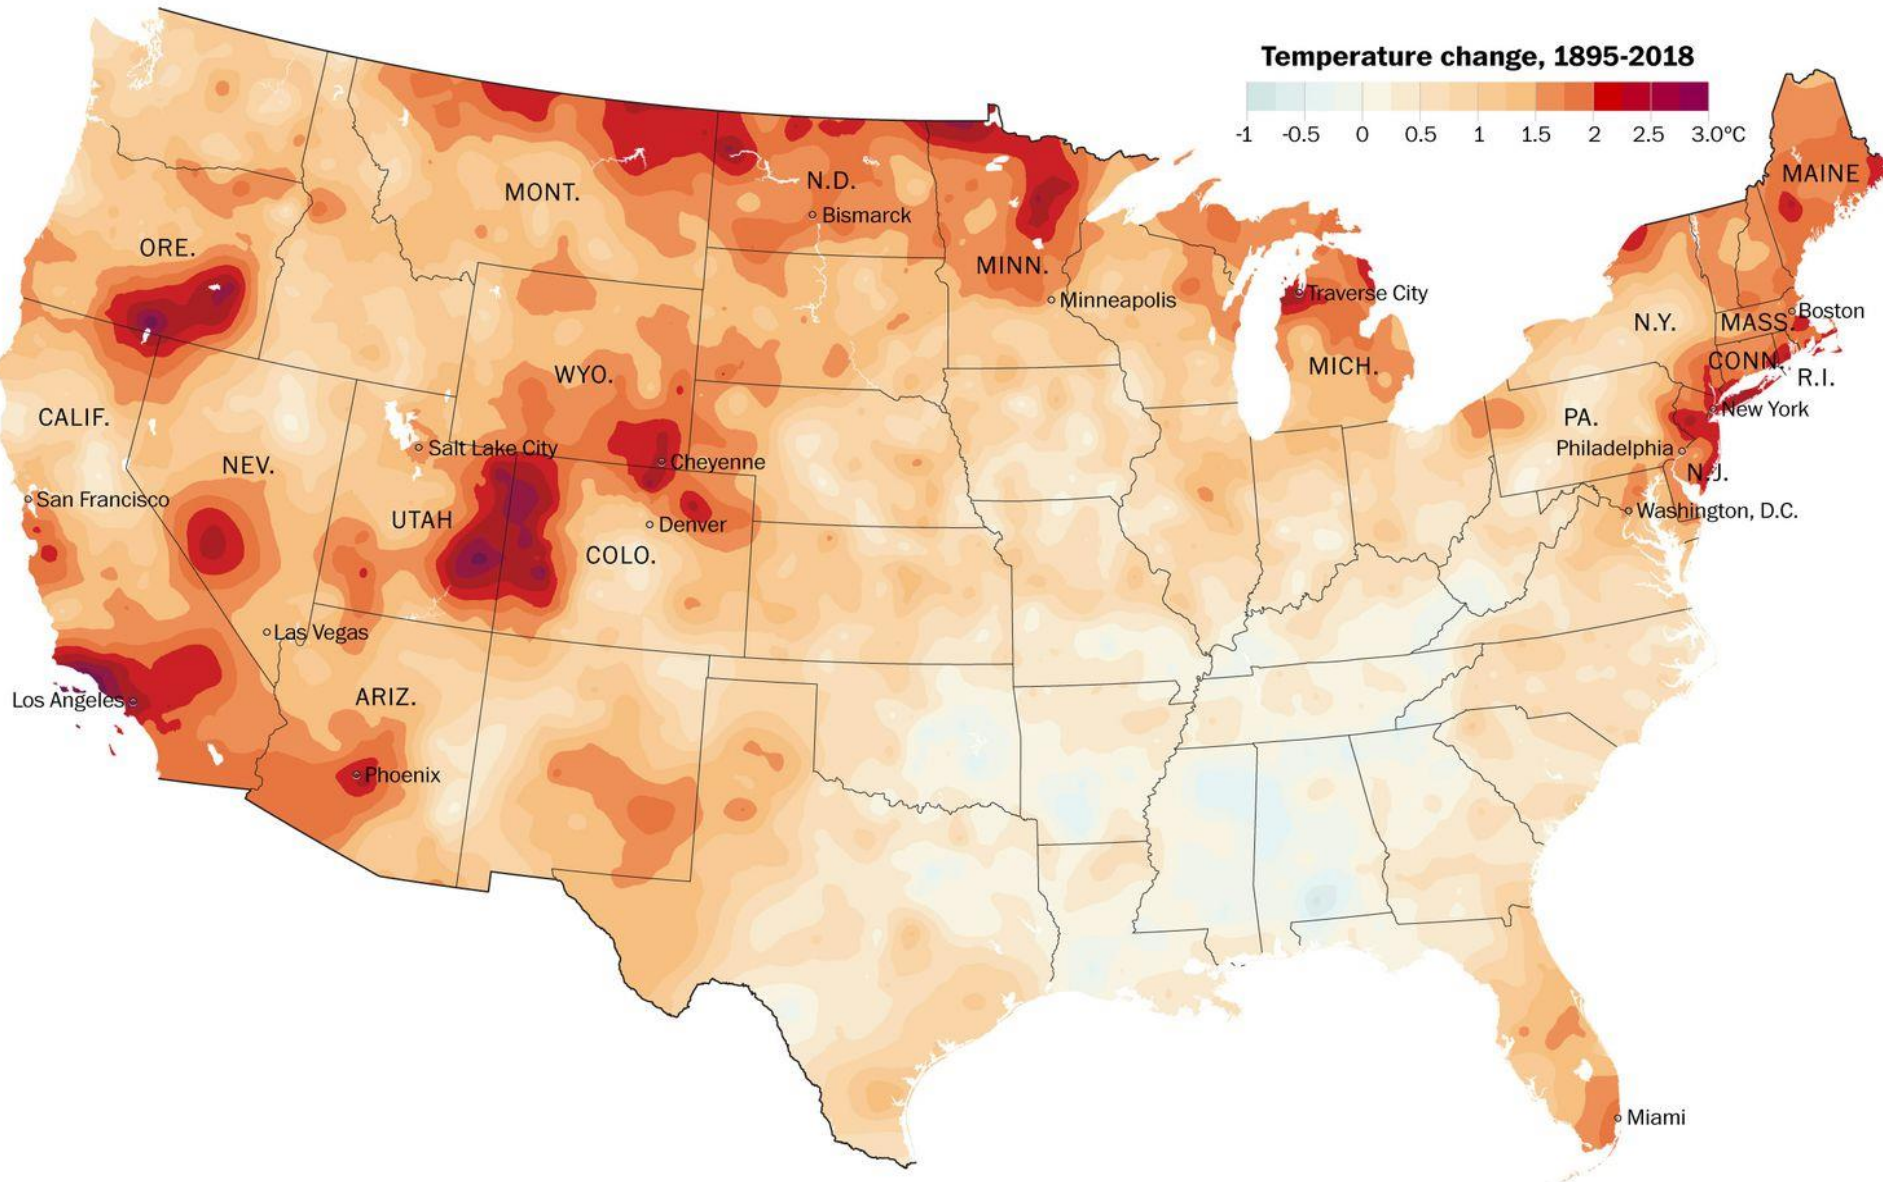 Temperature change, 1895-2018
-1 -0.5 0 0.5 1 1.5 2 2.5 3.0ºC
MAINE
MONT.
N.D.
Bismarck
ORE.
MINN.
Minneapolis
Traverse City
Boston
N.Y.
MASS.
WYO.
MICH.
CONN.
R.I.
CALIF.
New York
PA.
Salt Lake City
Philadelphia
NEV.
Cheyenne
N.J.
San Francisco
Washington, D.C.
UTAH
Denver
COLO.
Las Vegas
Los Angeles
ARIZ.
Phoenix
Miami